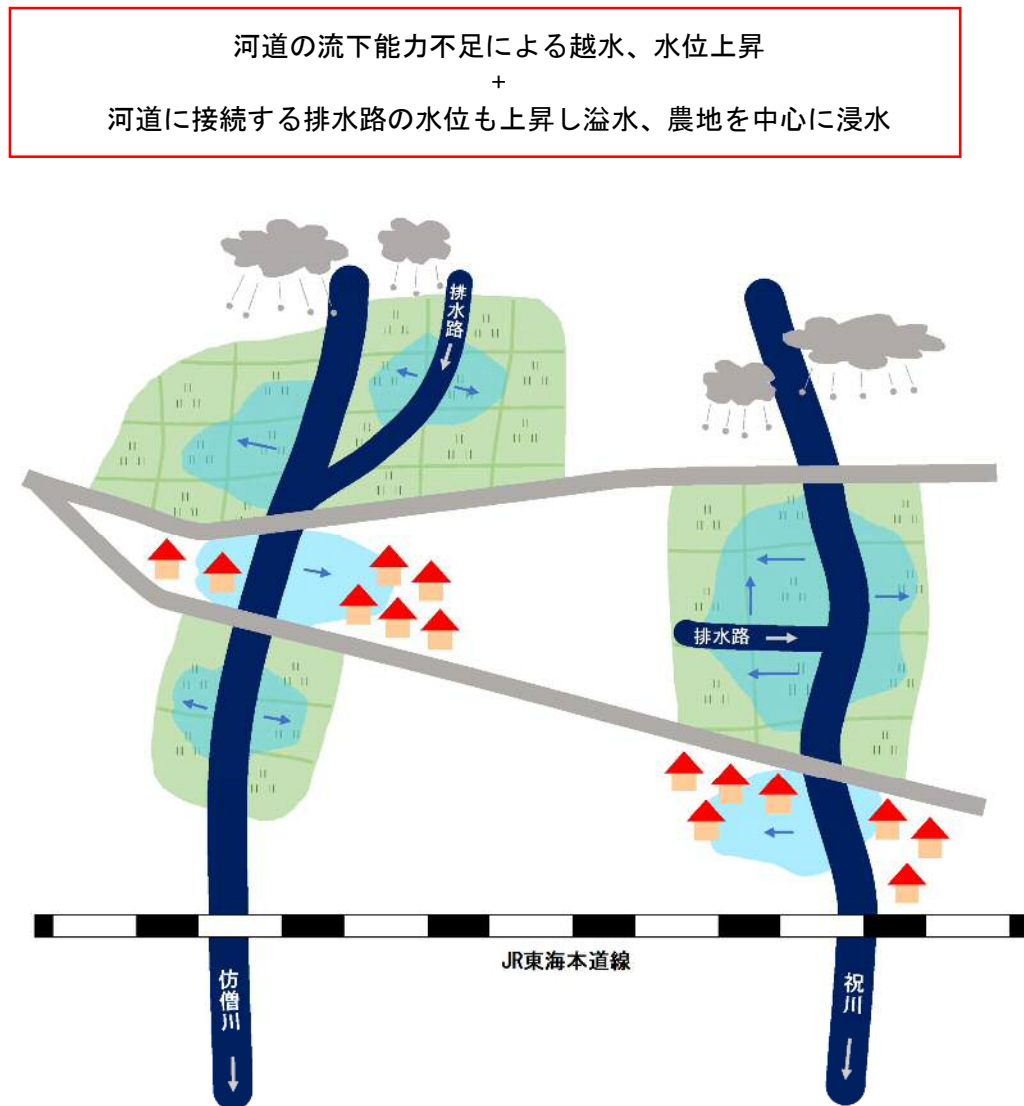 河道の流下能力不足による越水、水位上昇
+
河道に接続する排水路の水位も上昇し溢水、農地を中心に浸水
排水路
排水路
JR東海本道線
仿僧川
祝川